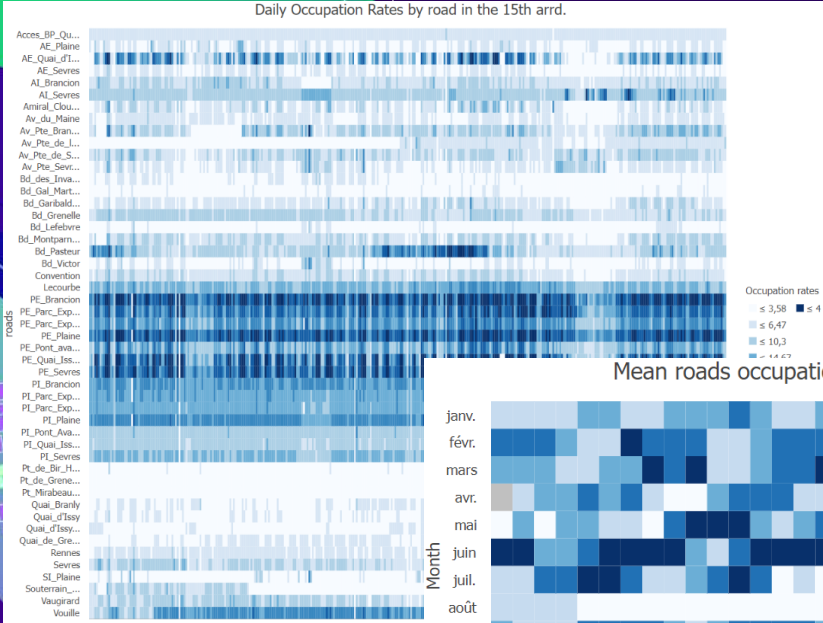 Daily Occupation Rates by road in the 15th arrd.
Acces_BP_Qu...
AE_Plaine
AE_Quai_d'I...
AE_Sevres
AI_Brancion
AI_Sevres
Amiral_Clou...
Av_du_Maine
Av_Pte_Bran...
Av_Pte_de_I...
Av_Pte_de_S...
Av_Pte_Sevr...
Bd_des_Inva...
Bd_Gal_Mart...
Bd_Garibald...
Bd_Grenelle
Bd_Lefebvre
Bd_Montparn...
Bd_Pasteur
Bd_Victor
Convention
Lecourbe
PE_Brancion
PE_Parc_Exp...
PE_Parc_Exp...
PE_Plaine
PE_Pont_ava...
PE_Quai_Iss...
PE_Sevres
PI_Brancion
PI_Parc_Exp...
PI_Parc_Exp...
PI_Plaine
PI_Pont_Ava...
PI_Quai_Iss...
PI_Sevres
Pt_de_Bir_H...
Pt_de_Grene...
Pt_Mirabeau...
Quai_Branly
Quai_d'Issy
Quai_d'Issy...
Quai_de_Gre...
Rennes
Sevres
SI_Plaine
Souterrain_...
Vaugirard
Vouille
roads
Occupation rates
≤ 3,58
≤ 4
≤ 6,47
≤ 10,3
≤ 14,67
Mean roads occupati
janv.
févr.
mars
avr.
mai
juin
juil.
août
Month